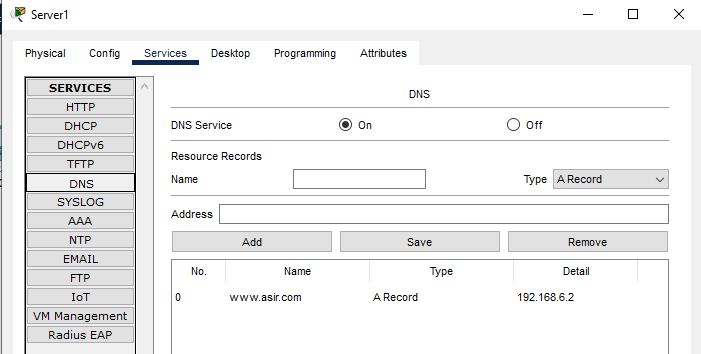 Server1
Physical Config Services Desktop Programming Attributes
SERVICES
HTTP
DHCP
DHCPv6
TFTP
DNS
SYSLOG
AAA
NTP
EMAIL
FTP
IoT
VM Management
Radius EAP
DNS
DNS Service On Off
Resource Records
Name Type A Record
Address
Add Save Remove
No. Name Type Detail
0 www.asir.com A Record 192.168.6.2